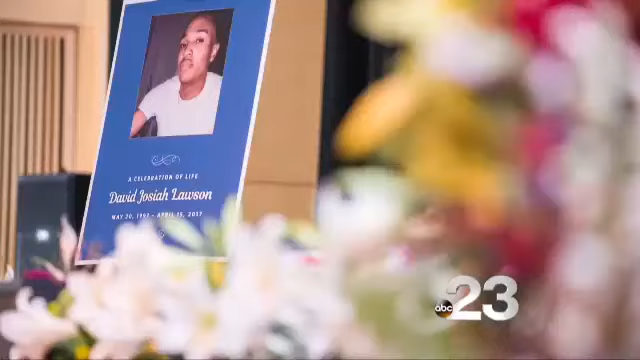 A CELEBRATION OF LIFE
David Josiah Lawson
MAY 20, 1997 - APRIL 15, 2017
abc 23